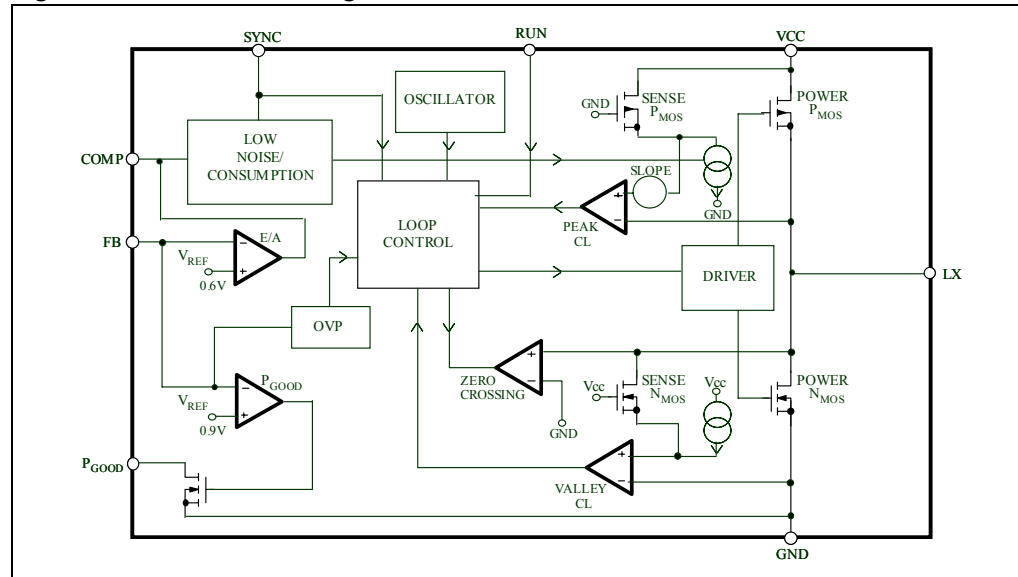 SYNC
RUN
VCC
OSCILLATOR
GND
SENSE
PMOS
POWER
PMOS
COMP
LOW
NOISE/
CONSUMPTION
SLOPE
+
−
GND
PEAK
CL
LOOP
CONTROL
FB
E/A
−
VREF
+
0.6V
DRIVER
LX
OVP
PGOOD
−
VREF
+
0.9V
+
−
ZERO
CROSSING
GND
Vcc
SENSE
NMOS
Vcc
POWER
NMOS
PGOOD
+
−
VALLEY
CL
GND